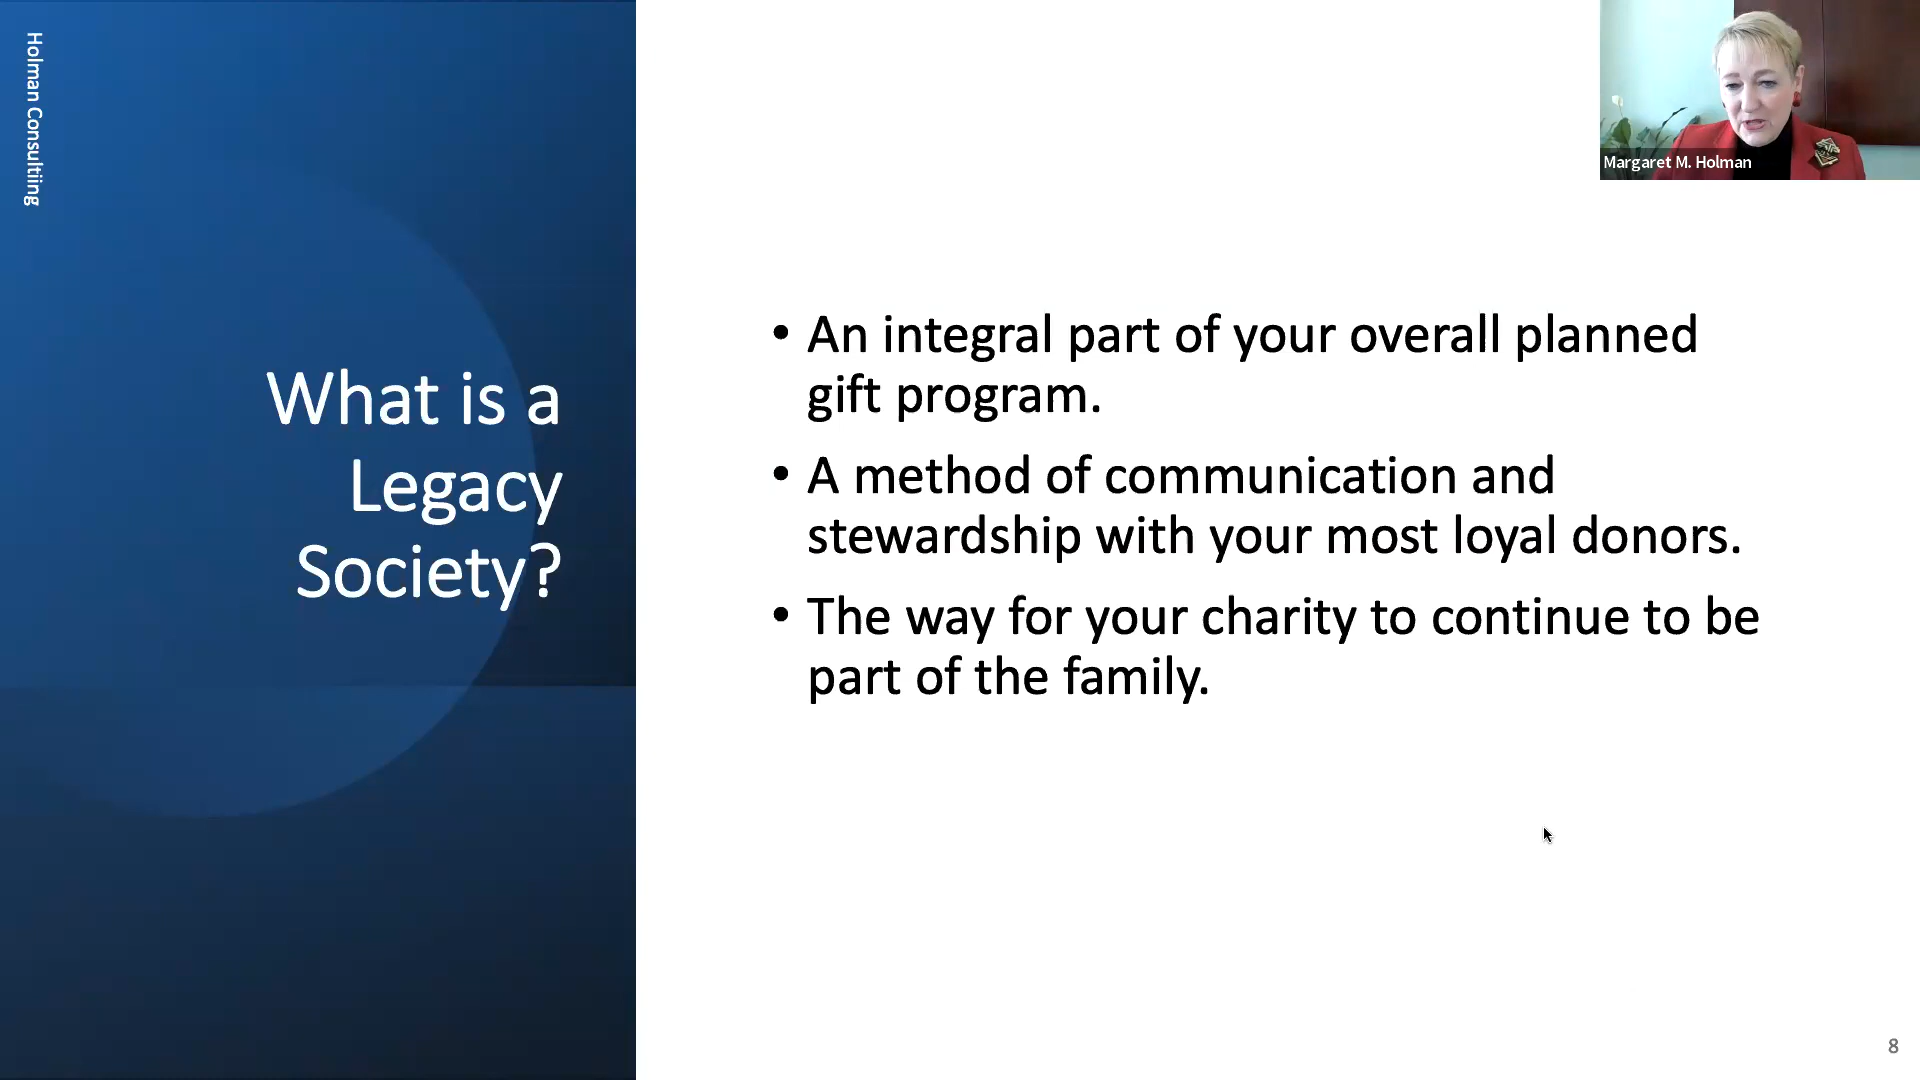 Holman Consultiing
What is a
Legacy
Society?
• An integral part of your overall planned
gift program.
• A method of communication and
stewardship with your most loyal donors.
• The way for your charity to continue to be
part of the family.
Margaret M. Holman
8